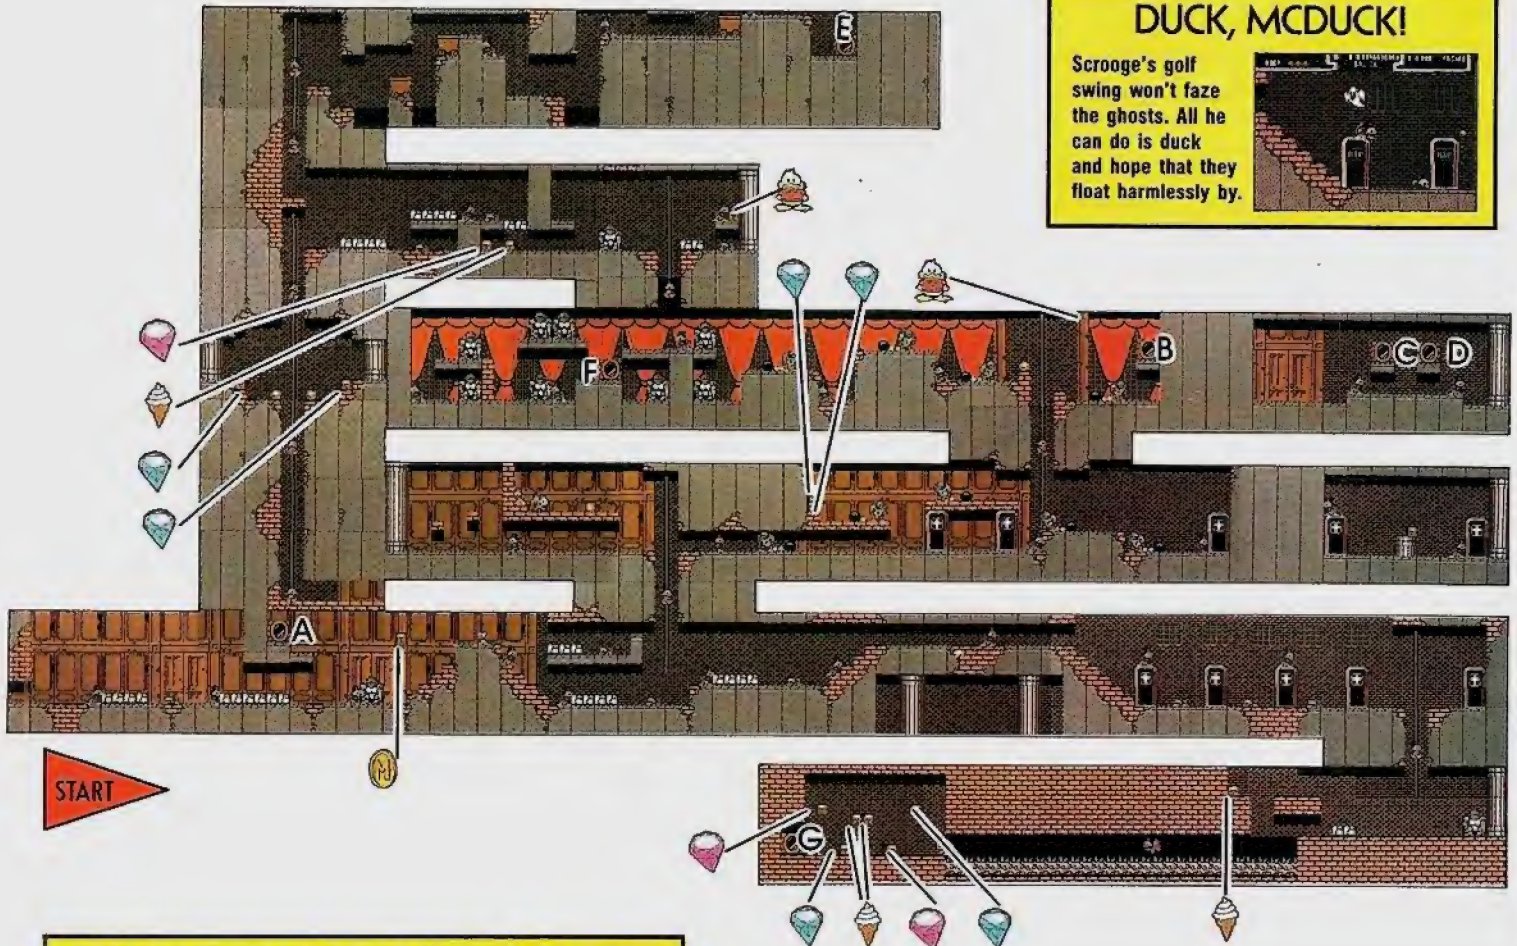 DUCK, MCDUCK!
Scrooge's golf
swing won't faze
the ghosts. All he
can do is duck
and hope that they
float harmlessly by.
E
B
C
D
F
A
START
G